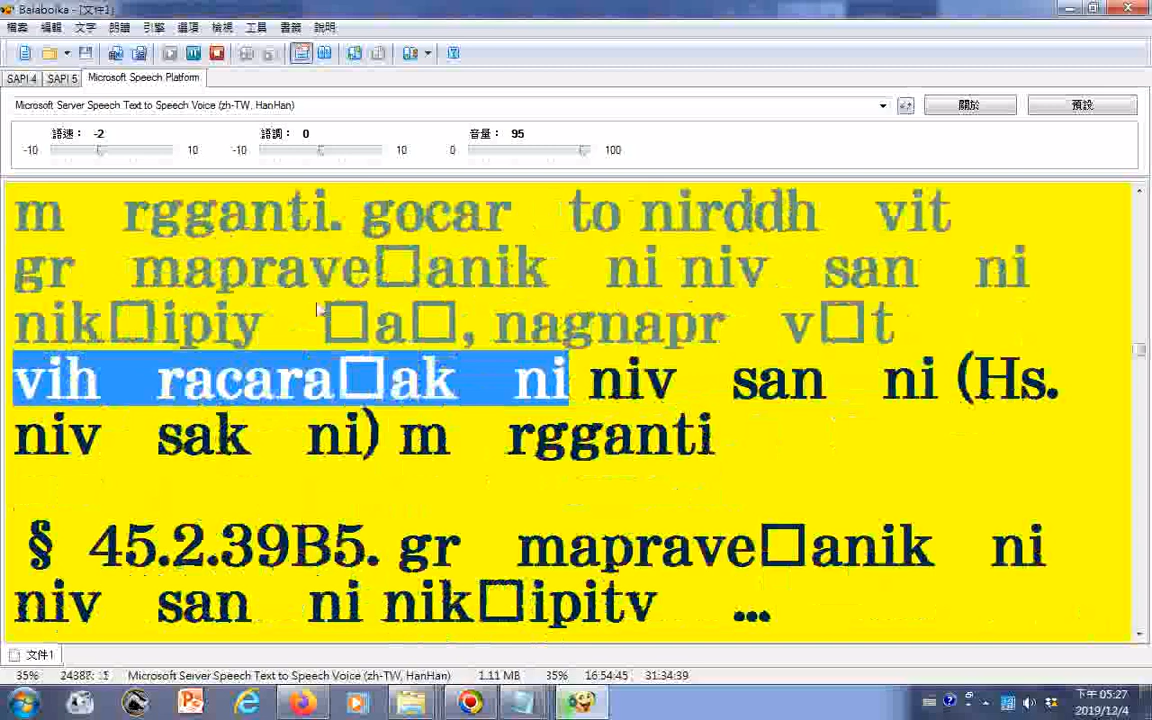 Balabolka - [文件1]
檔案 編輯 文字 朗讀 引擎 選項 檢視 工具 書籤 說明
SAPI 4 SAPI 5 Microsoft Speech Platform
Microsoft Server Speech Text to Speech Voice (zh-TW, HanHan) 關於 預設
語速: -2 語調: 0 音量: 95
-10 10 -10 10 0 100
m rgganti. gocar to nirddh vit
gr maprave□anik ni niv san ni
nik□ipiy □a□, nagnapr v□t
vih racara□ak ni niv san ni (Hs.
niv sak ni) m rgganti
§ 45.2.39B5. gr maprave□anik ni
niv san ni nik□ipitv ...
文件1
35% Microsoft Server Speech Text to Speech Voice (zh-TW, HanHan) 1.11 MB 35% 16:54:45 31:34:39
下午 05:27
2019/12/4